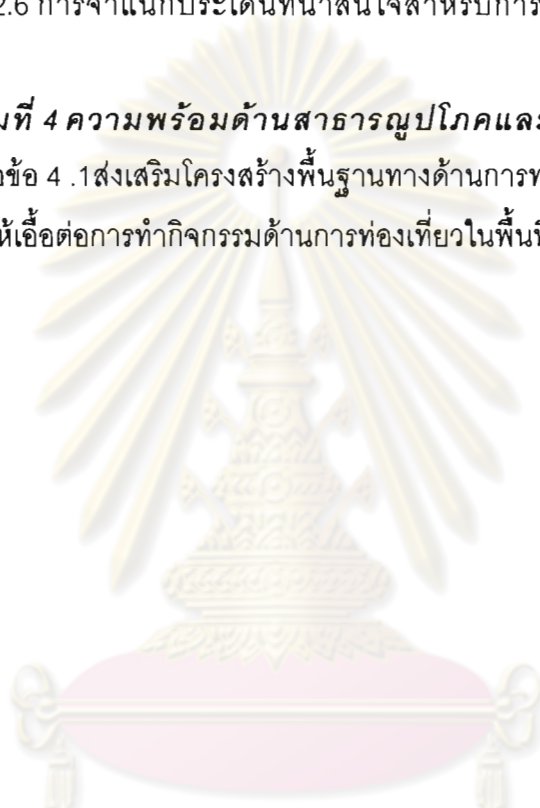 2.6 การจำแนกประเด็นที่น่าสนใจสำหรับการ
มที่ 4 ความพร้อมด้านสาธารณูปโภคและ
ข้อ 4 .1ส่งเสริมโครงสร้างพื้นฐานทางด้านการท
ห้เอื้อต่อการทำกิจกรรมด้านการท่องเที่ยวในพื้นที